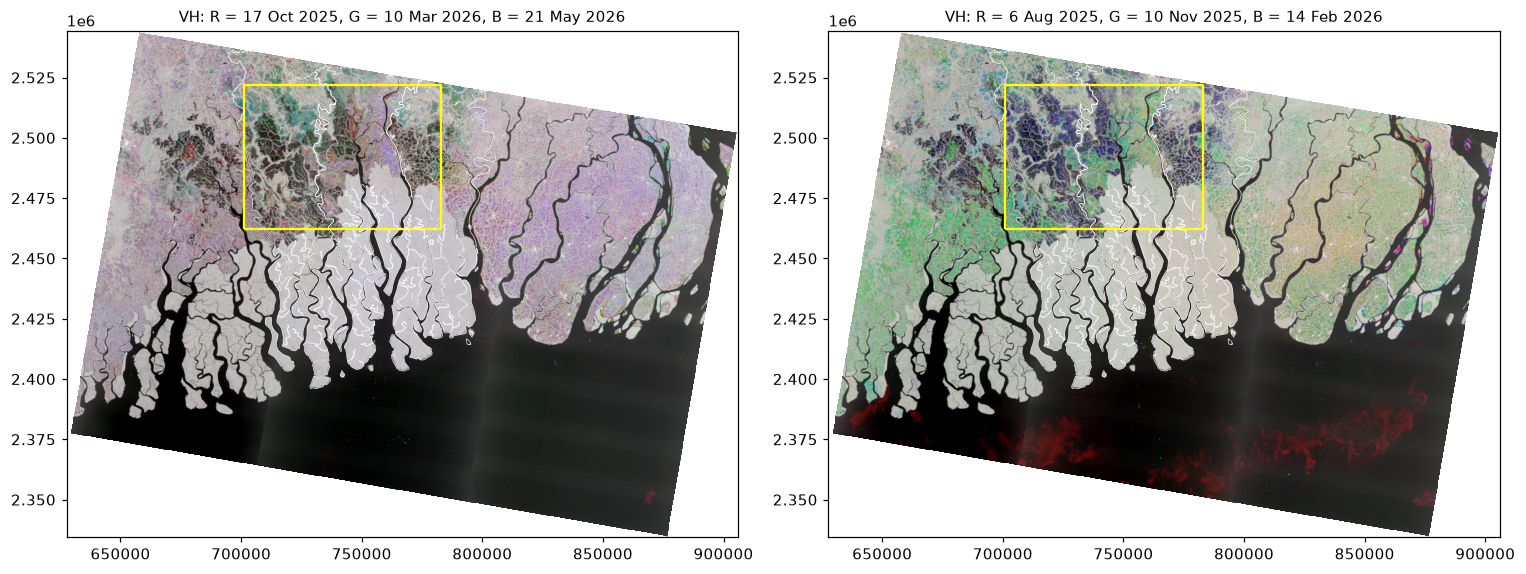 VH: R = 17 Oct 2025, G = 10 Mar 2026, B = 21 May 2026
1e6
2.525
2.500
2.475
2.450
2.425
2.400
2.375
2.350
650000 700000 750000 800000 850000 900000
VH: R = 6 Aug 2025, G = 10 Nov 2025, B = 14 Feb 2026
1e6
2.525
2.500
2.475
2.450
2.425
2.400
2.375
2.350
650000 700000 750000 800000 850000 900000